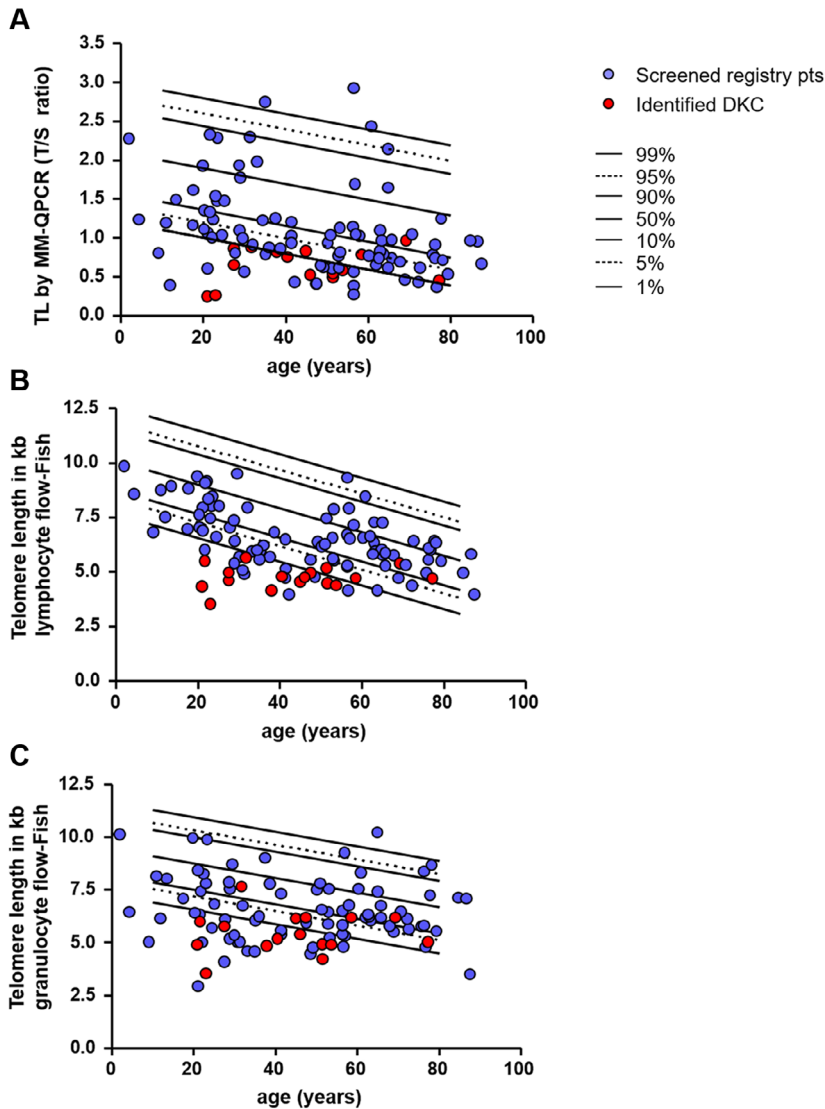 A
TL by MM-QPCR (T/S ratio)
3.5
3.0
2.5
2.0
1.5
1.0
0.5
0.0
0 20 40 60 80 100
age (years)
Screened registry pts
Identified DKC
99%
95%
90%
50%
10%
5%
1%
B
Telomere length in kb
lymphocyte flow-Fish
12.5
10.0
7.5
5.0
2.5
0.0
0 20 40 60 80 100
age (years)
C
Telomere length in kb
granulocyte flow-Fish
12.5
10.0
7.5
5.0
2.5
0.0
0 20 40 60 80 100
age (years)